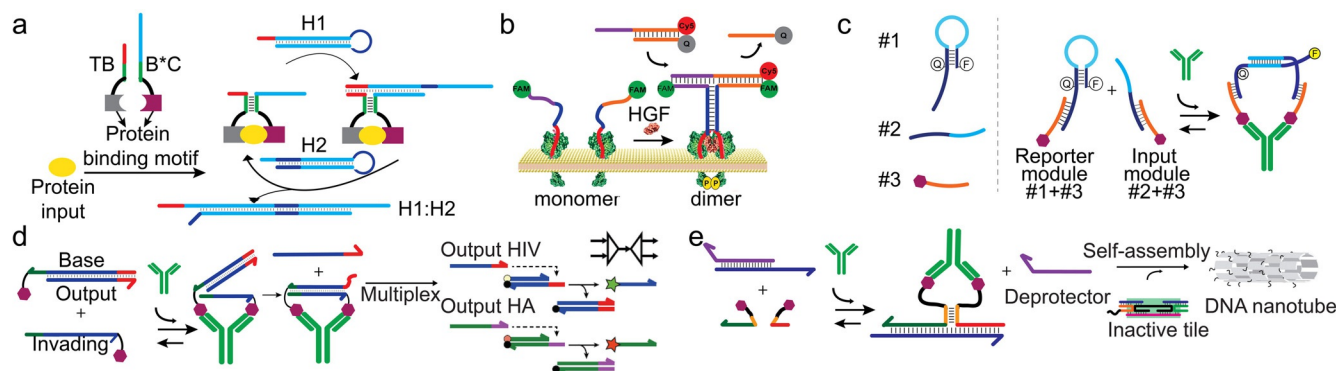 a
H1
TB
B*C
Protein
binding motif
Protein
input
H2
H1:H2
b
Cy5
Q
Q
Cy5
FAM
FAM
FAM
FAM
HGF
P
P
monomer
dimer
c
#1
Q
F
#2
#3
Q
F
+
Reporter
module
#1+#3
Input
module
#2+#3
Q
F
d
Base
Output
+
Invading
+
Multiplex
Output HIV
Output HA
e
+
+
Deprotector
Self-assembly
Inactive tile
DNA nanotube